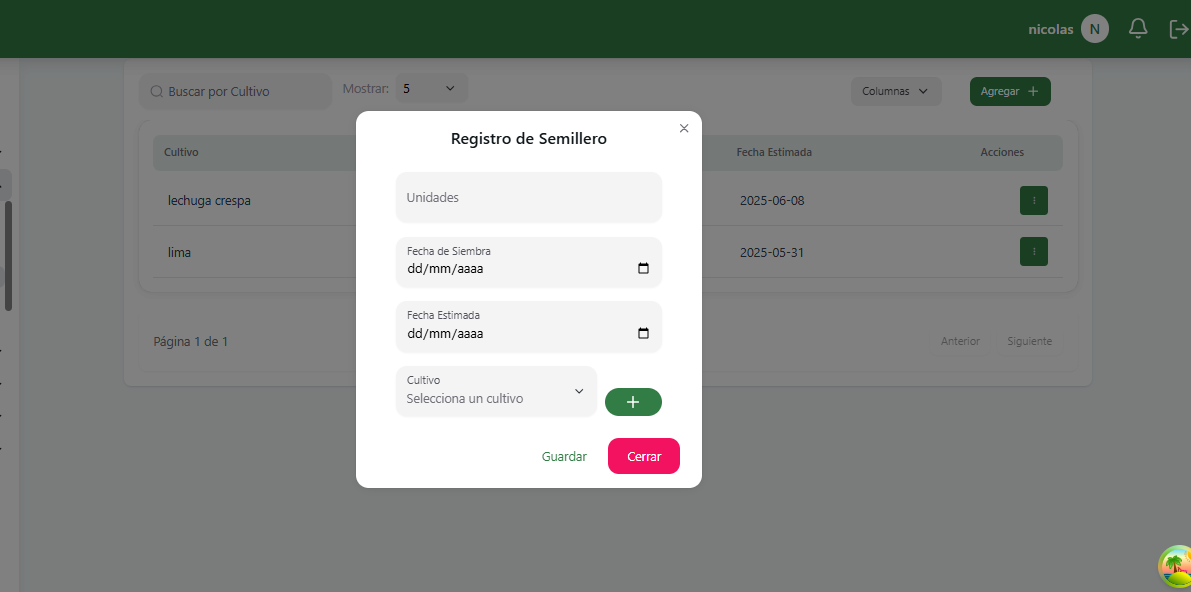 nicolas N
Buscar por Cultivo Mostrar: 5 Columnas Agregar
Registro de Semillero
Cultivo Fecha Estimada Acciones
Unidades
lechuga crespa 2025-06-08
Fecha de Siembra
dd/mm/aaaa
lima 2025-05-31
Fecha Estimada
dd/mm/aaaa
Página 1 de 1 Anterior Siguiente
Cultivo
Selecciona un cultivo
Guardar Cerrar